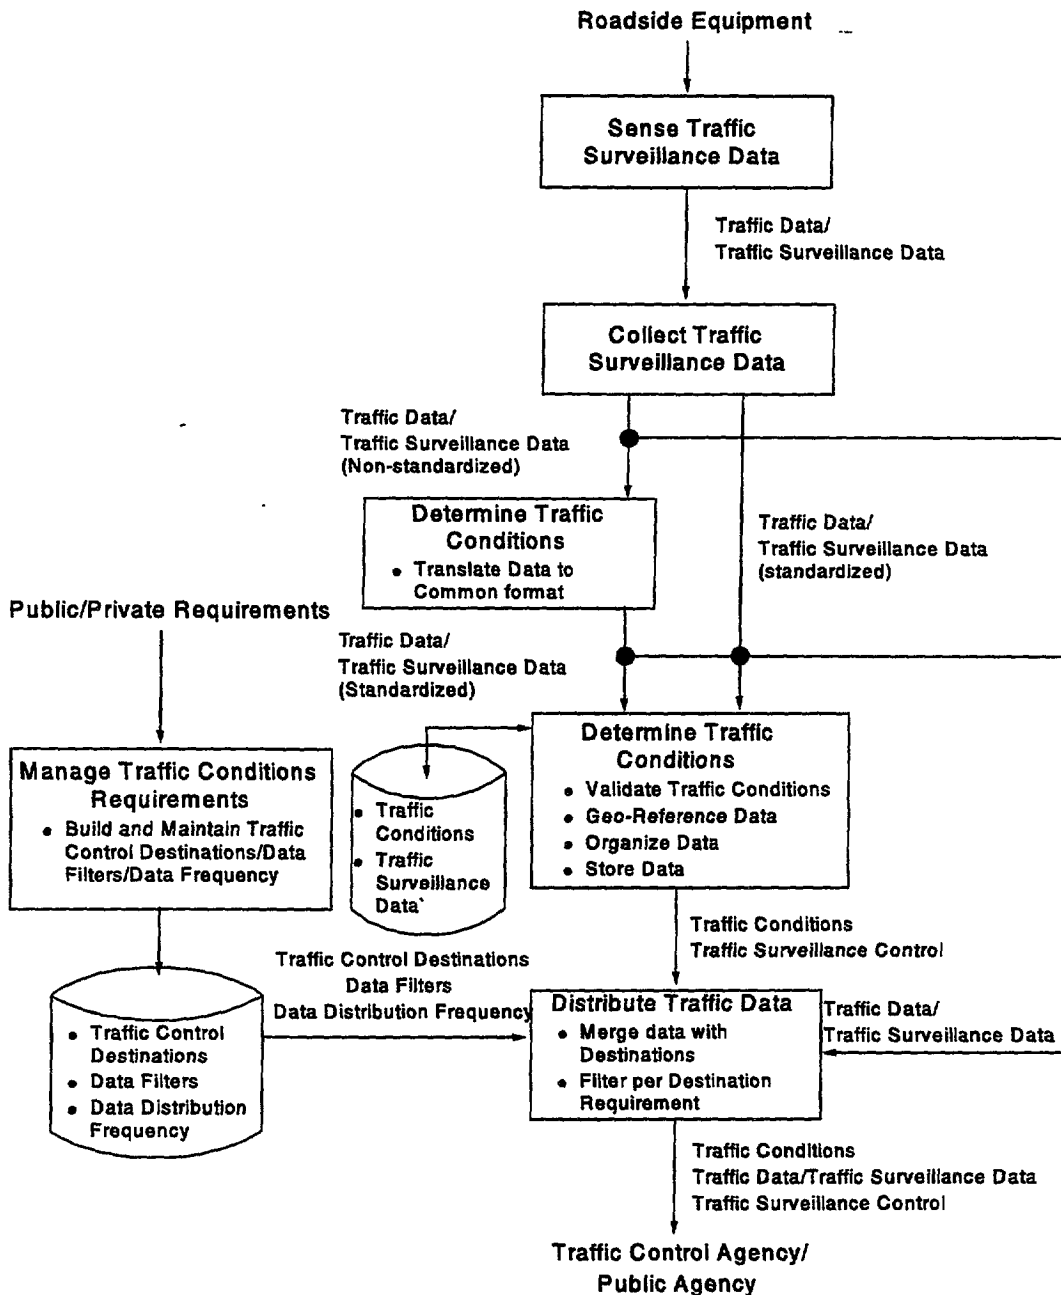 Roadside Equipment
Sense Traffic
Surveillance Data
Traffic Data/
Traffic Surveillance Data
Collect Traffic
Surveillance Data
Traffic Data/
Traffic Surveillance Data
(Non-standardized)
Determine Traffic
Conditions
• Translate Data to
Common format
Traffic Data/
Traffic Surveillance Data
(standardized)
Public/Private Requirements
Traffic Data/
Traffic Surveillance Data
(Standardized)
Manage Traffic Conditions
Requirements
• Build and Maintain Traffic
Control Destinations/Data
Filters/Data Frequency
• Traffic
Conditions
• Traffic
Surveillance
Data`
Determine Traffic
Conditions
• Validate Traffic Conditions
• Geo-Reference Data
• Organize Data
• Store Data
Traffic Conditions
Traffic Surveillance Control
Traffic Control Destinations
Data Filters
Data Distribution Frequency
• Traffic Control
Destinations
• Data Filters
• Data Distribution
Frequency
Distribute Traffic Data
• Merge data with
Destinations
• Filter per Destination
Requirement
Traffic Data/
Traffic Surveillance Data
Traffic Conditions
Traffic Data/Traffic Surveillance Data
Traffic Surveillance Control
Traffic Control Agency/
Public Agency